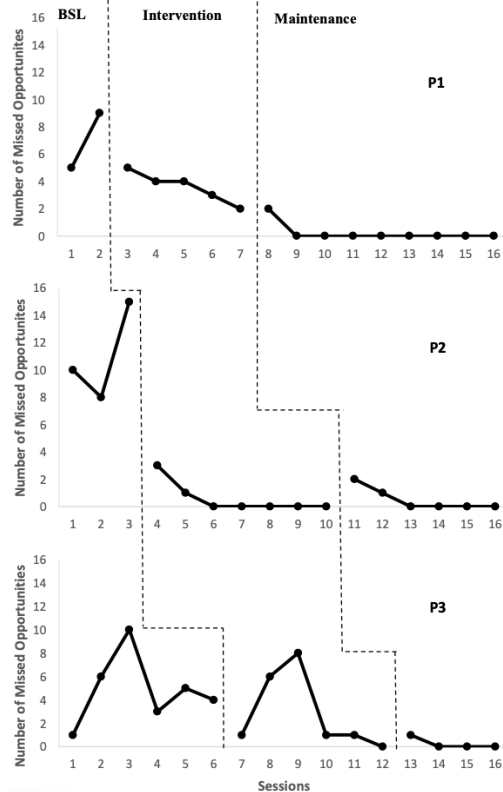 BSL Intervention Maintenance
Number of Missed Opportunites
16
14
12
10
8
6
4
2
0
P1
1 2 3 4 5 6 7 8 9 10 11 12 13 14 15 16
Number of Missed Opportunites
16
14
12
10
8
6
4
2
0
P2
1 2 3 4 5 6 7 8 9 10 11 12 13 14 15 16
Number of Missed Opportunities
16
14
12
10
8
6
4
2
0
P3
1 2 3 4 5 6 7 8 9 10 11 12 13 14 15 16
Sessions